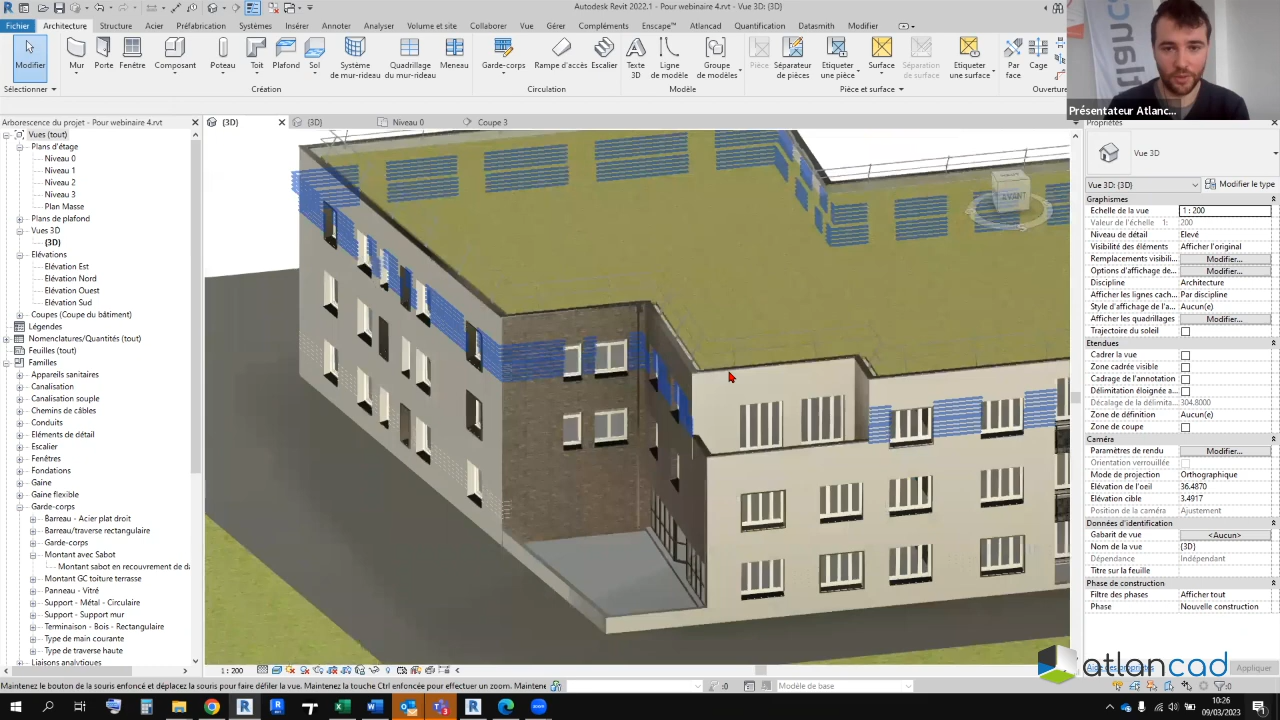 Autodesk Revit 2022.1 - Pour webinaire 4.rvt - Vue 3D: {3D}
Fichier Architecture Structure Acier Préfabrication Systèmes Insérer Annoter Analyser Volume et site Collaborer Vue Gérer Compléments Enscape™ Quantification Datasmith Modifier
Modifier Mur Porte Fenêtre Composant Poteau Toit Plafond Sol Système de mur-rideau Quadrillage du mur-rideau Meneau Garde-corps Rampe d'accès Escalier Texte 3D Ligne de modèle Groupe de modèles Pièce Séparateur de pièces Etiqueter une pièce Surface Séparation de surface Etiqueter une surface Par face Cage
Sélectionner Création Circulation Modèle Pièce et surface Ouverture
Présentateur Atlanc...
Arborescence du projet - Pour webinaire 4.rvt
{3D}
{3D}
Niveau 0
Coupe 3
Vues (tout)
Plans d'étage
Niveau 0
Niveau 1
Niveau 2
Niveau 3
Plan Masse
Plans de plafond
Vues 3D
{3D}
Elévations
Elévation Est
Elévation Nord
Elévation Ouest
Elévation Sud
Coupes (Coupe du bâtiment)
Légendes
Nomenclatures/Quantités (tout)
Feuilles (tout)
Familles
Appareils sanitaires
Canalisation
Canalisation souple
Chemins de câbles
Conduits
Eléments de détail
Escalier
Fenêtres
Fondations
Gaine
Gaine flexible
Garde-corps
Bareau - Acier plat droit
Barreau/traverse rectangulaire
Garde-corps
Montant avec Sabot
Montant sabot en recouvrement de da
Montant GC toiture terrasse
Panneau - Vitré
Support - Métal - Circulaire
Support - Support mur
Terminaison - Bois - Rectangulaire
Type de main courante
Type de traverse haute
Liaisons analytiques
Propriétés
Vue 3D
Vue 3D: {3D} Modifier le type
Graphismes
Echelle de la vue 1 : 200
Valeur de l'échelle 1: 200
Niveau de détail Elevé
Visibilité des éléments Afficher l'original
Remplacements visibili... Modifier...
Options d'affichage de... Modifier...
Discipline Architecture
Afficher les lignes cach... Par discipline
Style d'affichage de l'a... Aucun(e)
Afficher les quadrillages Modifier...
Trajectoire du soleil
Etendues
Cadrer la vue
Zone cadrée visible
Cadrage de l'annotation
Délimitation éloignée a...
Décalage de la délimita... 304.8000
Zone de définition Aucun(e)
Zone de coupe
Caméra
Paramètres de rendu Modifier...
Orientation verrouillée
Mode de projection Orthographique
Elévation de l'oeil 36.4870
Elévation cible 3.4917
Position de la caméra Ajustement
Données d'identification
Gabarit de vue <Aucun>
Nom de la vue {3D}
Dépendance Indépendant
Titre sur la feuille
Phase de construction
Filtre des phases Afficher tout
Phase Nouvelle construction
Aide des propriétés Appliquer
atlancad
1 : 200
Maintenez le bouton de la souris enfoncé et déplacez la souris pour faire défiler la vue. Maintenez la touche Ctrl enfoncée pour effectuer un zoom. Maintene
:0
Modèle de base
:0
10:26
09/03/2023